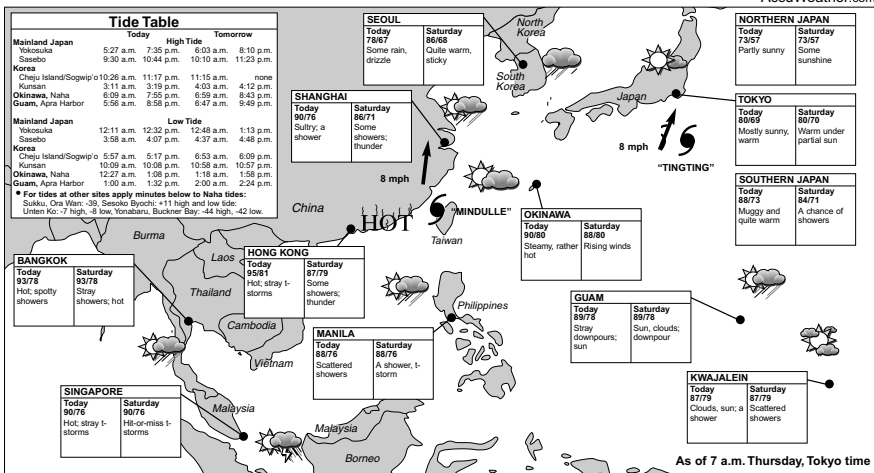 AccuWeather.com
Tide Table
Today Tomorrow
Mainland Japan High Tide
Yokosuka 5:27 a.m. 7:35 p.m. 6:03 a.m. 8:10 p.m.
Sasebo 9:30 a.m. 10:44 p.m. 10:10 a.m. 11:23 p.m.
Korea
Cheju Island/Sogwip'o 10:26 a.m. 11:17 p.m. 11:15 a.m. none
Kunsan 3:11 a.m. 3:19 p.m. 4:03 a.m. 4:12 p.m.
Okinawa, Naha 6:09 a.m. 7:55 p.m. 6:59 a.m. 8:43 p.m.
Guam, Apra Harbor 5:56 a.m. 8:58 p.m. 6:47 a.m. 9:49 p.m.
Mainland Japan Low Tide
Yokosuka 12:11 a.m. 12:32 p.m. 12:48 a.m. 1:13 p.m.
Sasebo 3:58 a.m. 4:07 p.m. 4:37 a.m. 4:48 p.m.
Korea
Cheju Island/Sogwip'o 5:57 a.m. 5:17 p.m. 6:53 a.m. 6:09 p.m.
Kunsan 10:09 a.m. 10:08 p.m. 10:58 a.m. 10:57 p.m.
Okinawa, Naha 12:27 a.m. 1:08 p.m. 1:18 a.m. 1:58 p.m.
Guam, Apra Harbor 1:00 a.m. 1:32 p.m. 2:00 a.m. 2:24 p.m.
• For tides at other sites apply minutes below to Naha tides:
Sukku, Ora Wan: -39, Sesoko Byochi: +11 high and low tide:
Unten Ko: -7 high, -8 low, Yonabaru, Buckner Bay: -44 high, -42 low.
SEOUL
Today Saturday
78/67 86/68
Some rain, drizzle
Quite warm, sticky
North Korea
South Korea
Japan
NORTHERN JAPAN
Today Saturday
73/57 73/57
Partly sunny
Some sunshine
SHANGHAI
Today Saturday
90/76 86/71
Sultry; a shower
Some showers; thunder
8 mph
TOKYO
Today Saturday
80/69 80/70
Mostly sunny, warm
Warm under partial sun
8 mph
"TINGTING"
SOUTHERN JAPAN
Today Saturday
88/73 84/71
Muggy and quite warm
A chance of showers
China
HOT
"MINDULLE"
Taiwan
OKINAWA
Today Saturday
90/80 88/80
Steamy, rather hot
Rising winds
Burma
Laos
Thailand
Cambodia
Vietnam
BANGKOK
Today Saturday
93/78 93/78
Hot; spotty showers
Stray showers; hot
HONG KONG
Today Saturday
95/81 87/79
Hot; stray t-storms
Some showers; thunder
Philippines
MANILA
Today Saturday
88/76 88/76
Scattered showers
A shower, t-storm
GUAM
Today Saturday
89/78 89/78
Stray downpours; sun
Sun, clouds; downpour
KWAJALEIN
Today Saturday
87/79 87/79
Clouds, sun; a shower
Scattered showers
SINGAPORE
Today Saturday
90/76 90/76
Hot; stray t-storms
Hit-or-miss t-storms
Malaysia
Malaysia
Borneo
As of 7 a.m. Thursday, Tokyo time